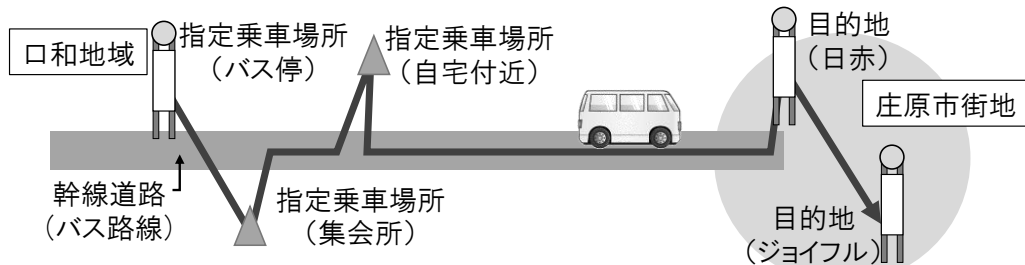 口和地域
指定乗車場所
（バス停）
指定乗車場所
（自宅付近）
目的地
（日赤）
庄原市街地
幹線道路
（バス路線）
指定乗車場所
（集会所）
目的地
（ジョイフル）